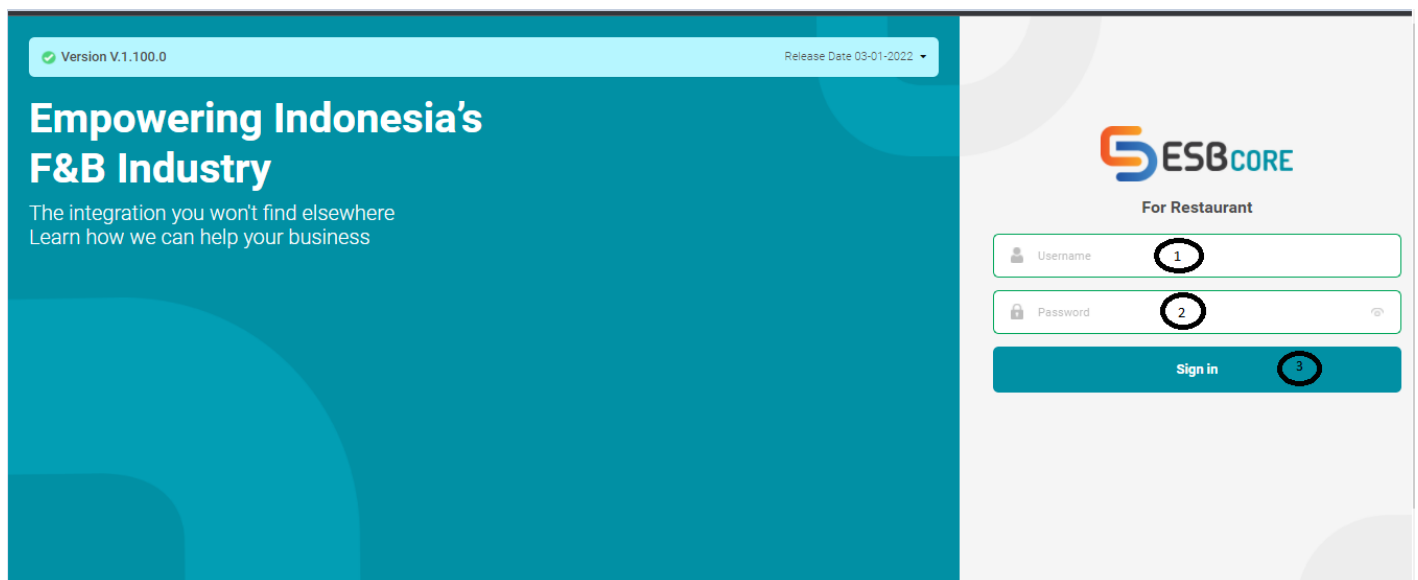 Version V.1.100.0
Release Date 03-01-2022
Empowering Indonesia's
F&B Industry
The integration you won't find elsewhere
Learn how we can help your business
ESBCORE
For Restaurant
Username 1
Password 2
Sign in 3